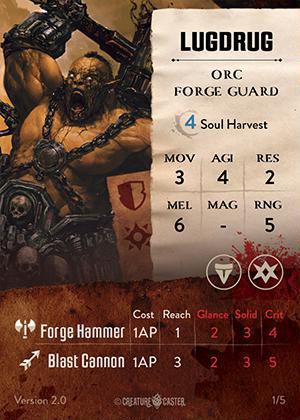 LUGDRUG
ORC
FORGE GUARD
4 Soul Harvest
MOV AGI RES
3 4 2
MEL MAG RNG
6 - 5
Cost Reach Glance Solid Crit
Forge Hammer 1AP 1 2 3 4
Blast Cannon 1AP 3 2 3 5
Version 2.0 © CREATURE CASTER 1/5